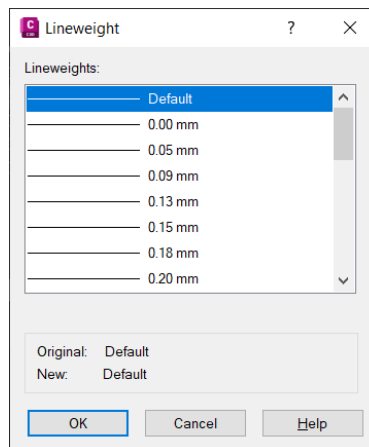 Lineweight
Lineweights:
Default
0.00 mm
0.05 mm
0.09 mm
0.13 mm
0.15 mm
0.18 mm
0.20 mm
Original: Default
New: Default
OK Cancel Help